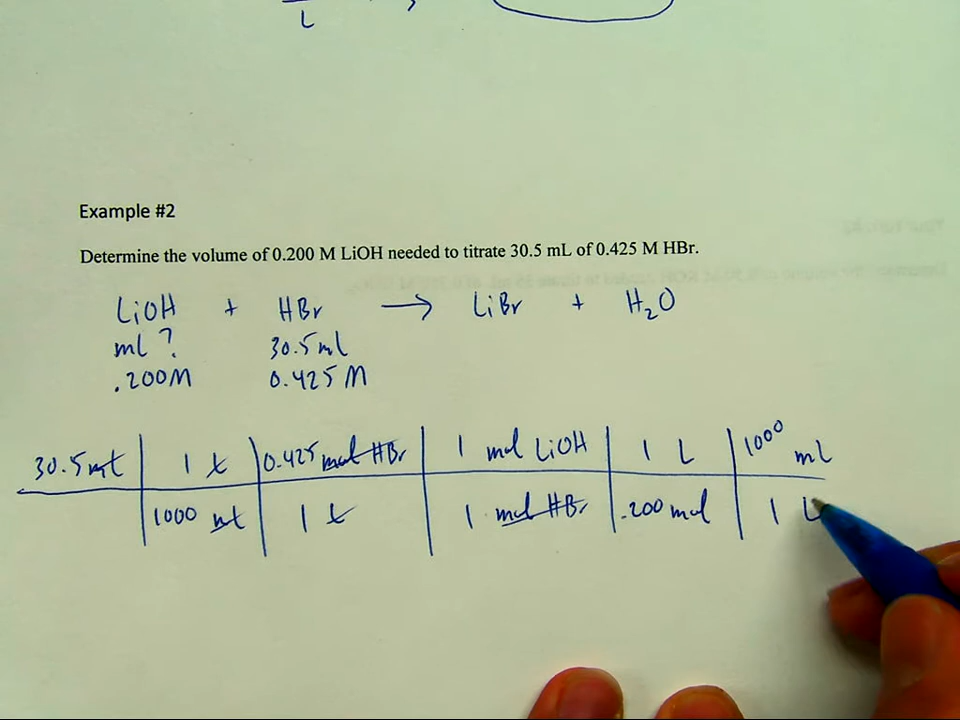 L
Example #2
Determine the volume of 0.200 M LiOH needed to titrate 30.5 mL of 0.425 M HBr.
LiOH + HBr → LiBr + H₂O
ml ? 30.5 ml
.200M 0.425 M
30.5 ml 1 L 0.425 mol HBr 1 mol LiOH 1 L 1000 mL
1000 ml 1 L 1 mol HBr .200 mol 1 L